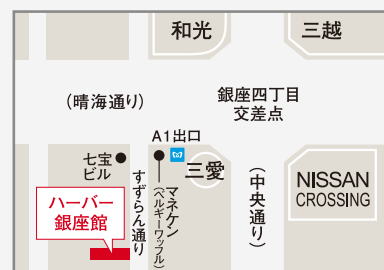 和光
三越
(晴海通り)
銀座四丁目
交差点
A1出口
七宝
ビル
三愛
すずらん通り
マネケン
(ベルギーワッフル)
(中央通り)
NISSAN
CROSSING
ハーバー
銀座館